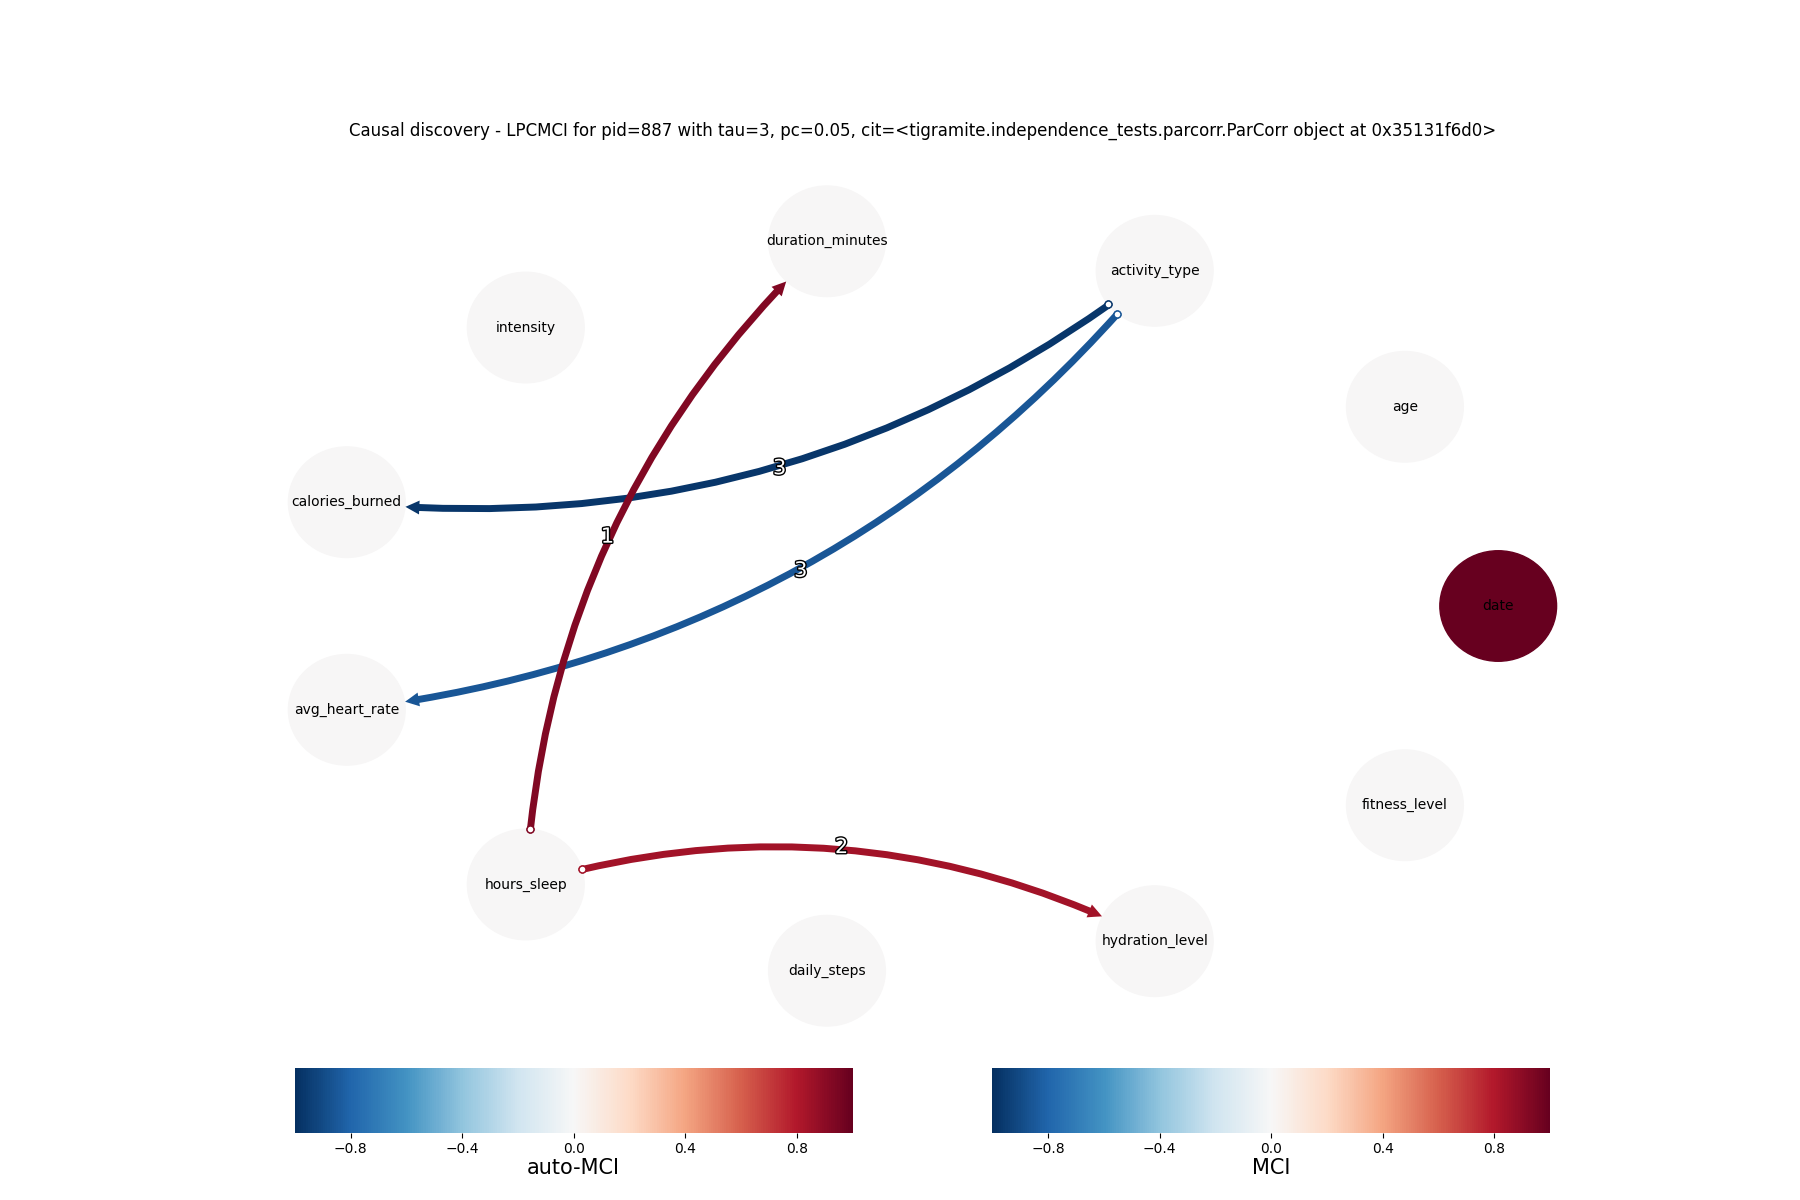 Causal discovery - LPCMCI for pid=887 with tau=3, pc=0.05, cit=<tigramite.independence_tests.parcorr.ParCorr object at 0x35131f6d0>
duration_minutes
activity_type
intensity
age
3
calories_burned
1
3
date
avg_heart_rate
fitness_level
2
hours_sleep
hydration_level
daily_steps
−0.8 −0.4 0.0 0.4 0.8
auto-MCI
−0.8 −0.4 0.0 0.4 0.8
MCI